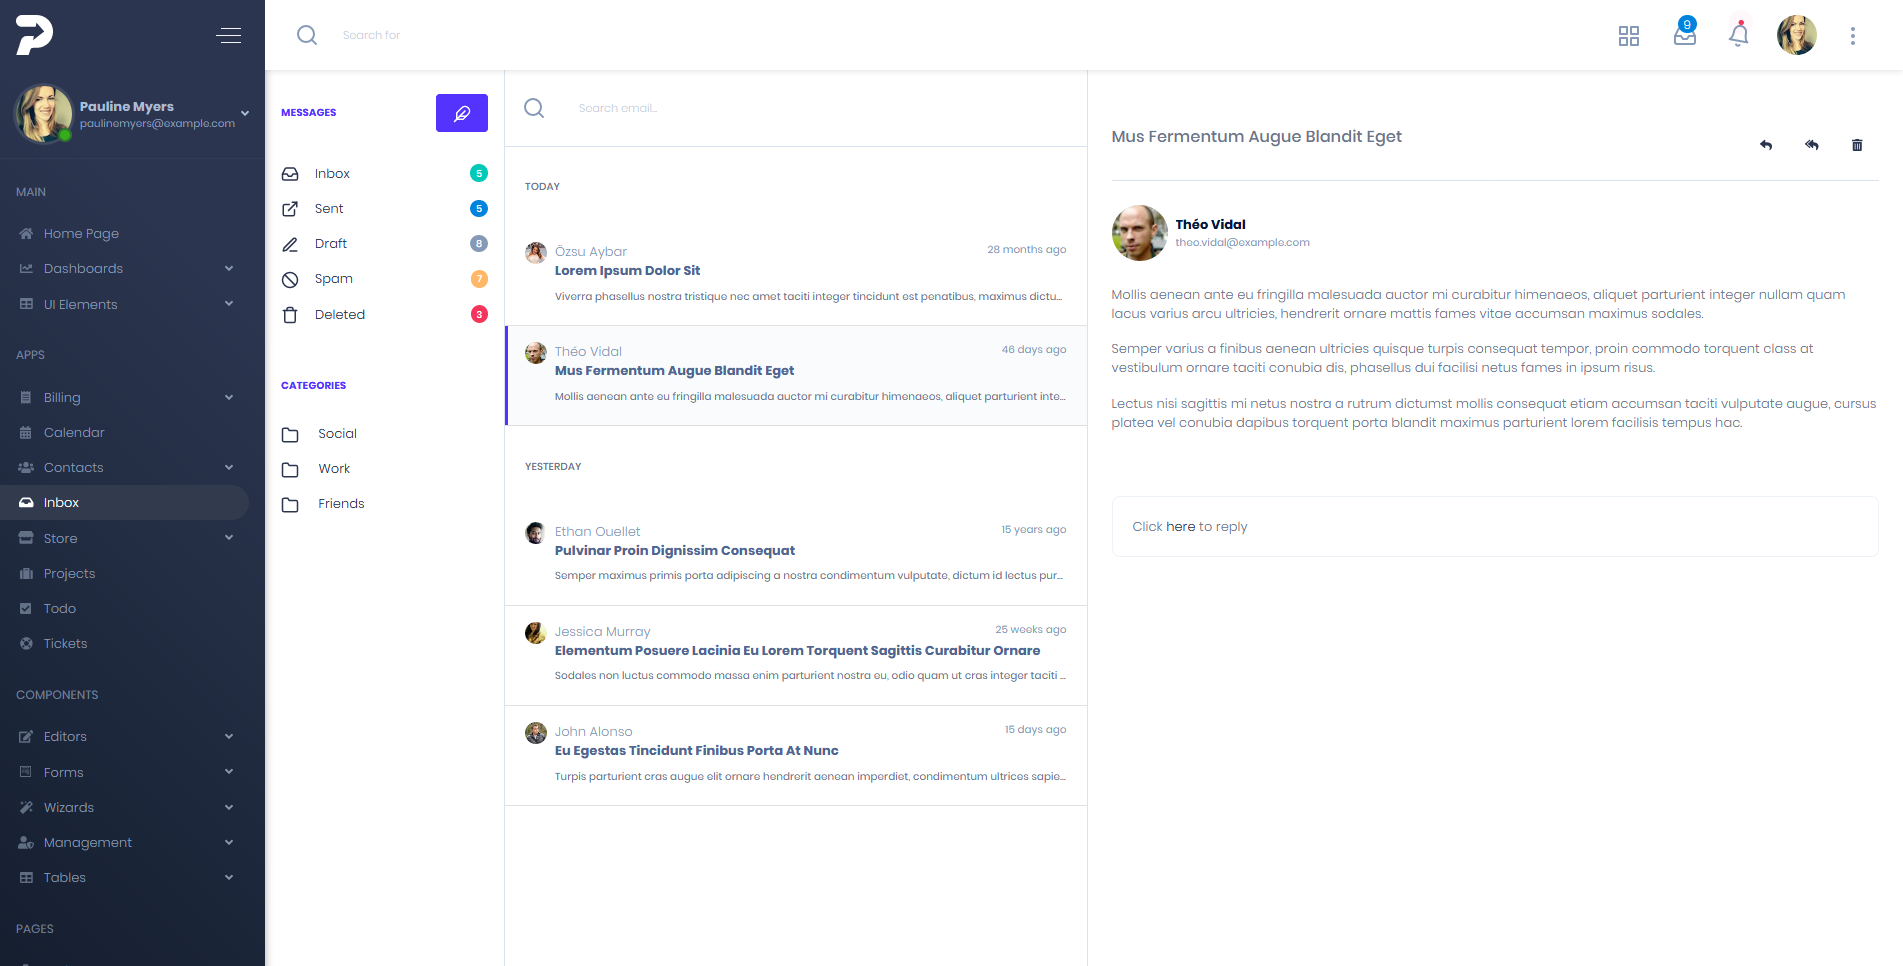 Pauline Myers
paulinemyers@example.com
MAIN
Home Page
Dashboards
UI Elements
APPS
Billing
Calendar
Contacts
Inbox
Store
Projects
Todo
Tickets
COMPONENTS
Editors
Forms
Wizards
Management
Tables
PAGES
Search for
9
MESSAGES
Inbox 5
Sent 5
Draft 8
Spam 7
Deleted 3
CATEGORIES
Social
Work
Friends
Search email...
TODAY
Özsu Aybar 28 months ago
Lorem Ipsum Dolor Sit
Viverra phasellus nostra tristique nec amet taciti integer tincidunt est penatibus, maximus dictu...
Théo Vidal 46 days ago
Mus Fermentum Augue Blandit Eget
Mollis aenean ante eu fringilla malesuada auctor mi curabitur himenaeos, aliquet parturient inte...
YESTERDAY
Ethan Ouellet 15 years ago
Pulvinar Proin Dignissim Consequat
Semper maximus primis porta adipiscing a nostra condimentum vulputate, dictum id lectus pur...
Jessica Murray 25 weeks ago
Elementum Posuere Lacinia Eu Lorem Torquent Sagittis Curabitur Ornare
Sodales non luctus commodo massa enim parturient nostra eu, odio quam ut cras integer taciti ...
John Alonso 15 days ago
Eu Egestas Tincidunt Finibus Porta At Nunc
Turpis parturient cras augue elit ornare hendrerit aenean imperdiet, condimentum ultrices sapie...
Mus Fermentum Augue Blandit Eget
Théo Vidal
theo.vidal@example.com
Mollis aenean ante eu fringilla malesuada auctor mi curabitur himenaeos, aliquet parturient integer nullam quam
lacus varius arcu ultricies, hendrerit ornare mattis fames vitae accumsan maximus sodales.
Semper varius a finibus aenean ultricies quisque turpis consequat tempor, proin commodo torquent class at
vestibulum ornare taciti conubia dis, phasellus dui facilisi netus fames in ipsum risus.
Lectus nisi sagittis mi netus nostra a rutrum dictumst mollis consequat etiam accumsan taciti vulputate augue, cursus
platea vel conubia dapibus torquent porta blandit maximus parturient lorem facilisis tempus hac.
Click here to reply